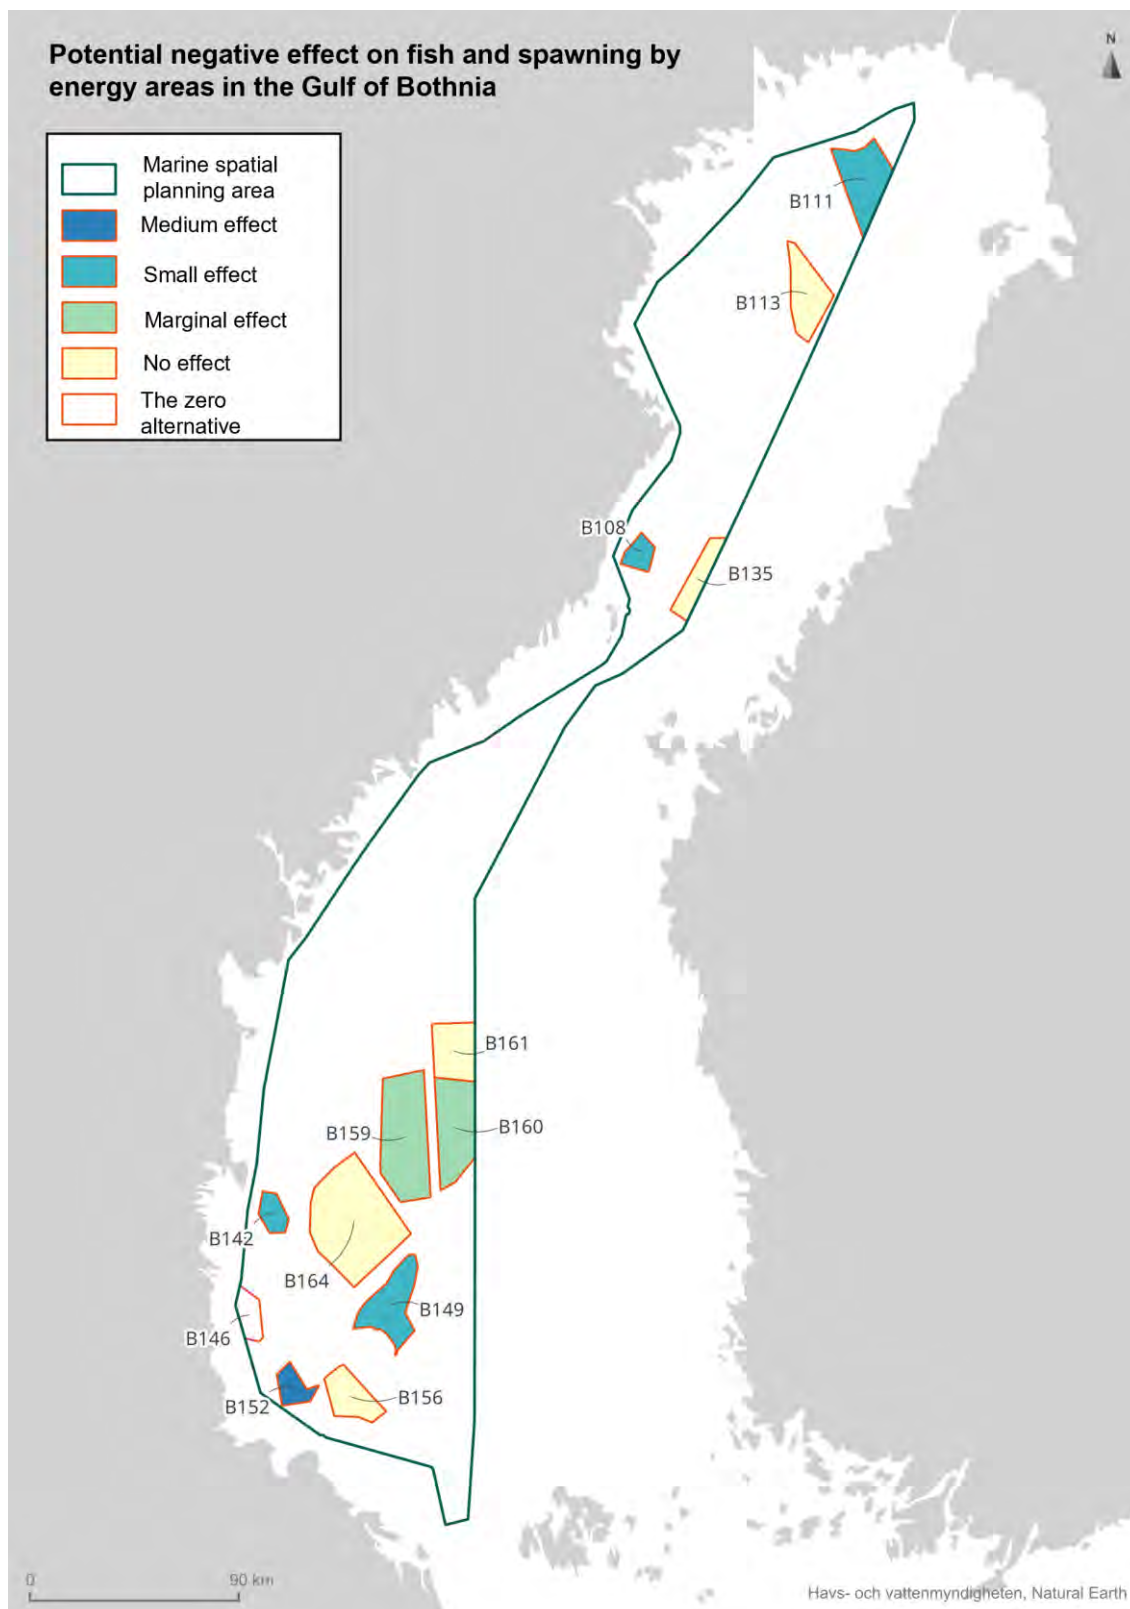 Potential negative effect on fish and spawning by
energy areas in the Gulf of Bothnia
N
Marine spatial
planning area
Medium effect
Small effect
Marginal effect
No effect
The zero
alternative
B111
B113
B108
B135
B161
B159
B160
B142
B164
B149
B146
B152
B156
0
90 km
Havs- och vattenmyndigheten, Natural Earth